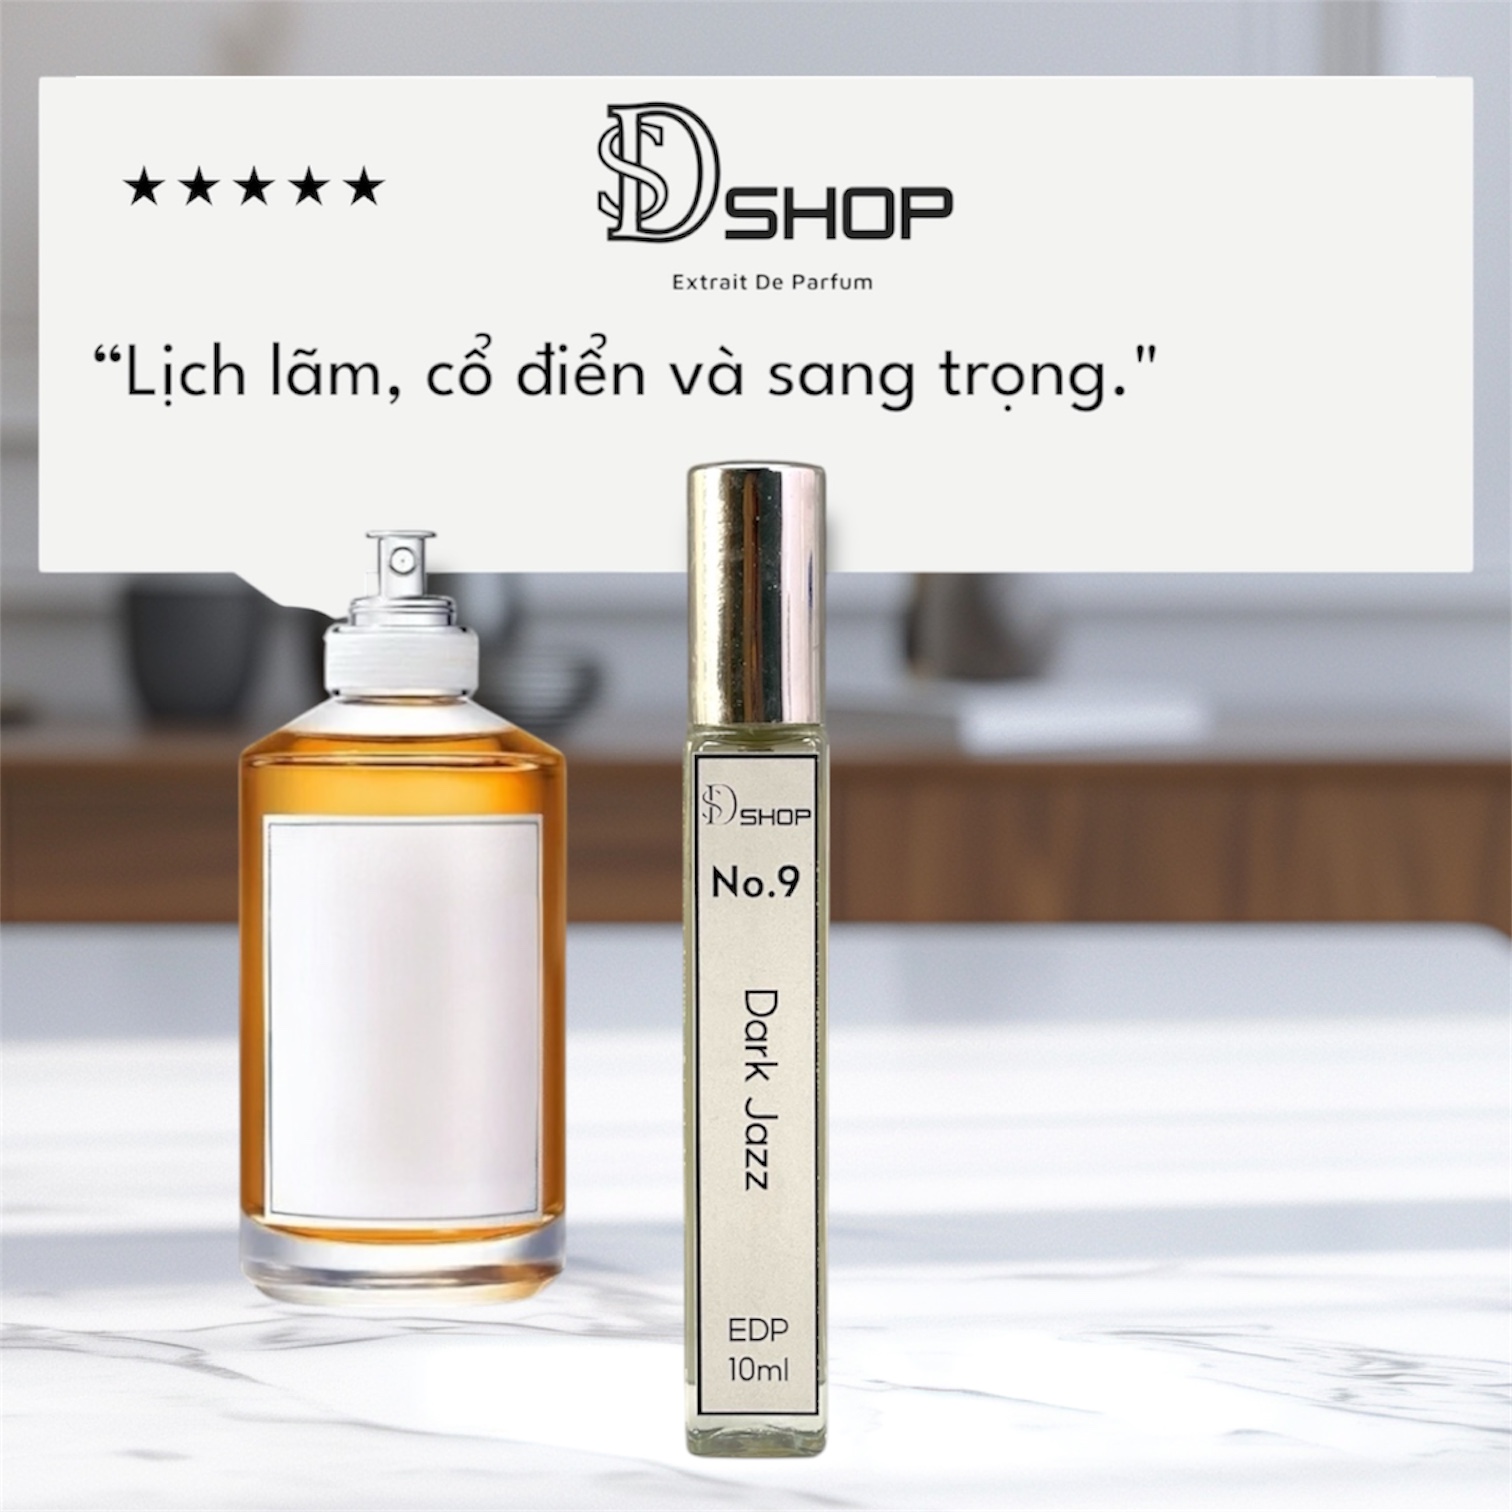 ★★★★★
SD SHOP
Extrait De Parfum
“Lịch lãm, cổ điển và sang trọng."
SD SHOP
No.9
Dark Jazz
EDP
10ml